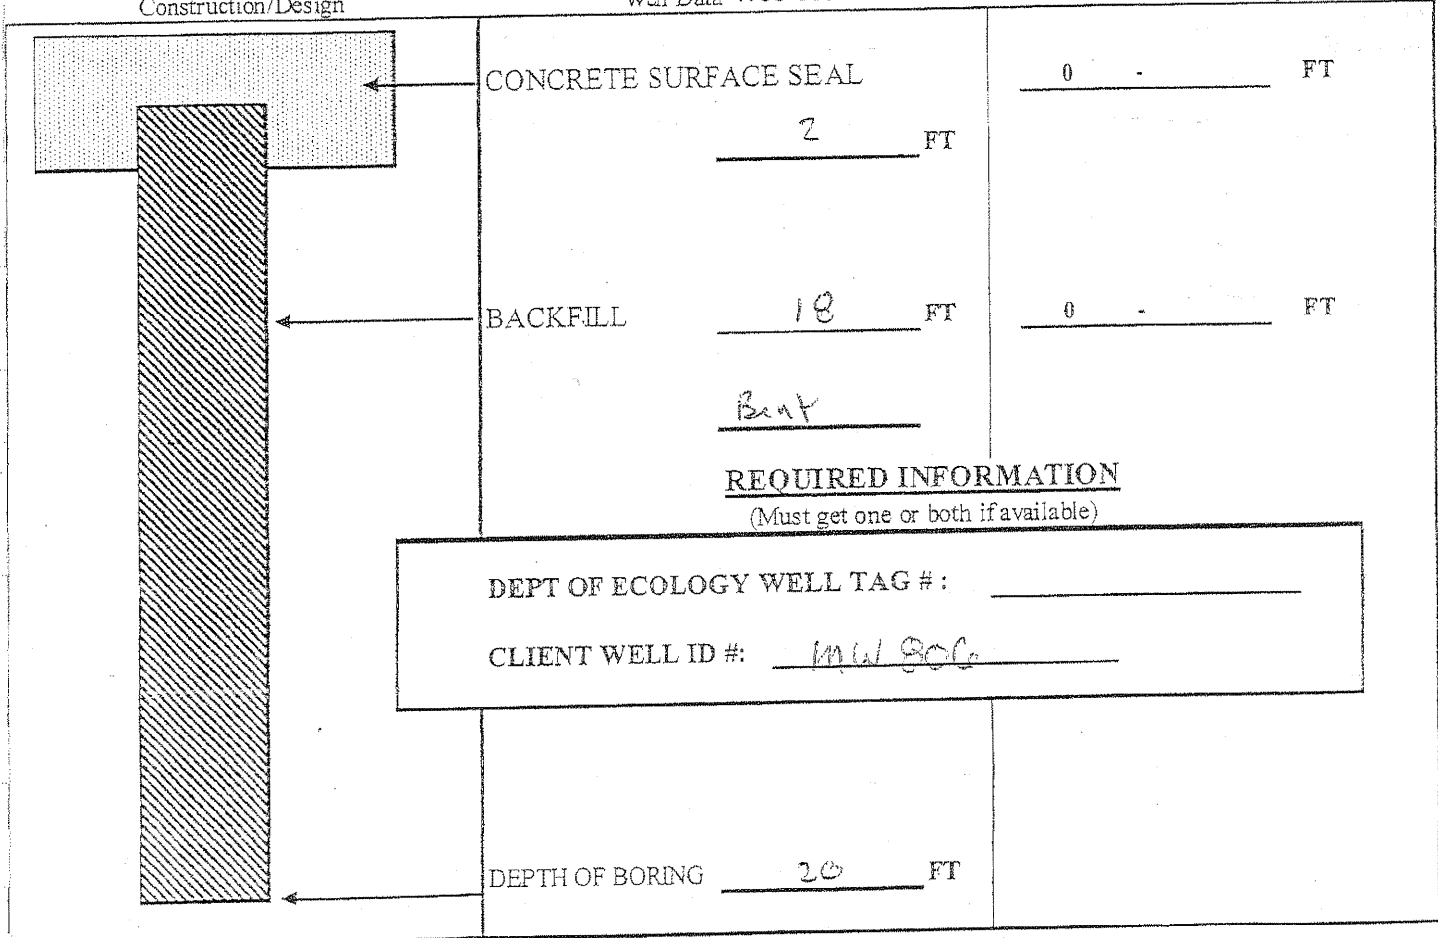 Construction/Design
Well Data
CONCRETE SURFACE SEAL 0 - FT
2 FT
BACKFILL 18 FT 0 - FT
Bent
REQUIRED INFORMATION
(Must get one or both if available)
DEPT OF ECOLOGY WELL TAG # :
CLIENT WELL ID #: MW 806
DEPTH OF BORING 20 FT